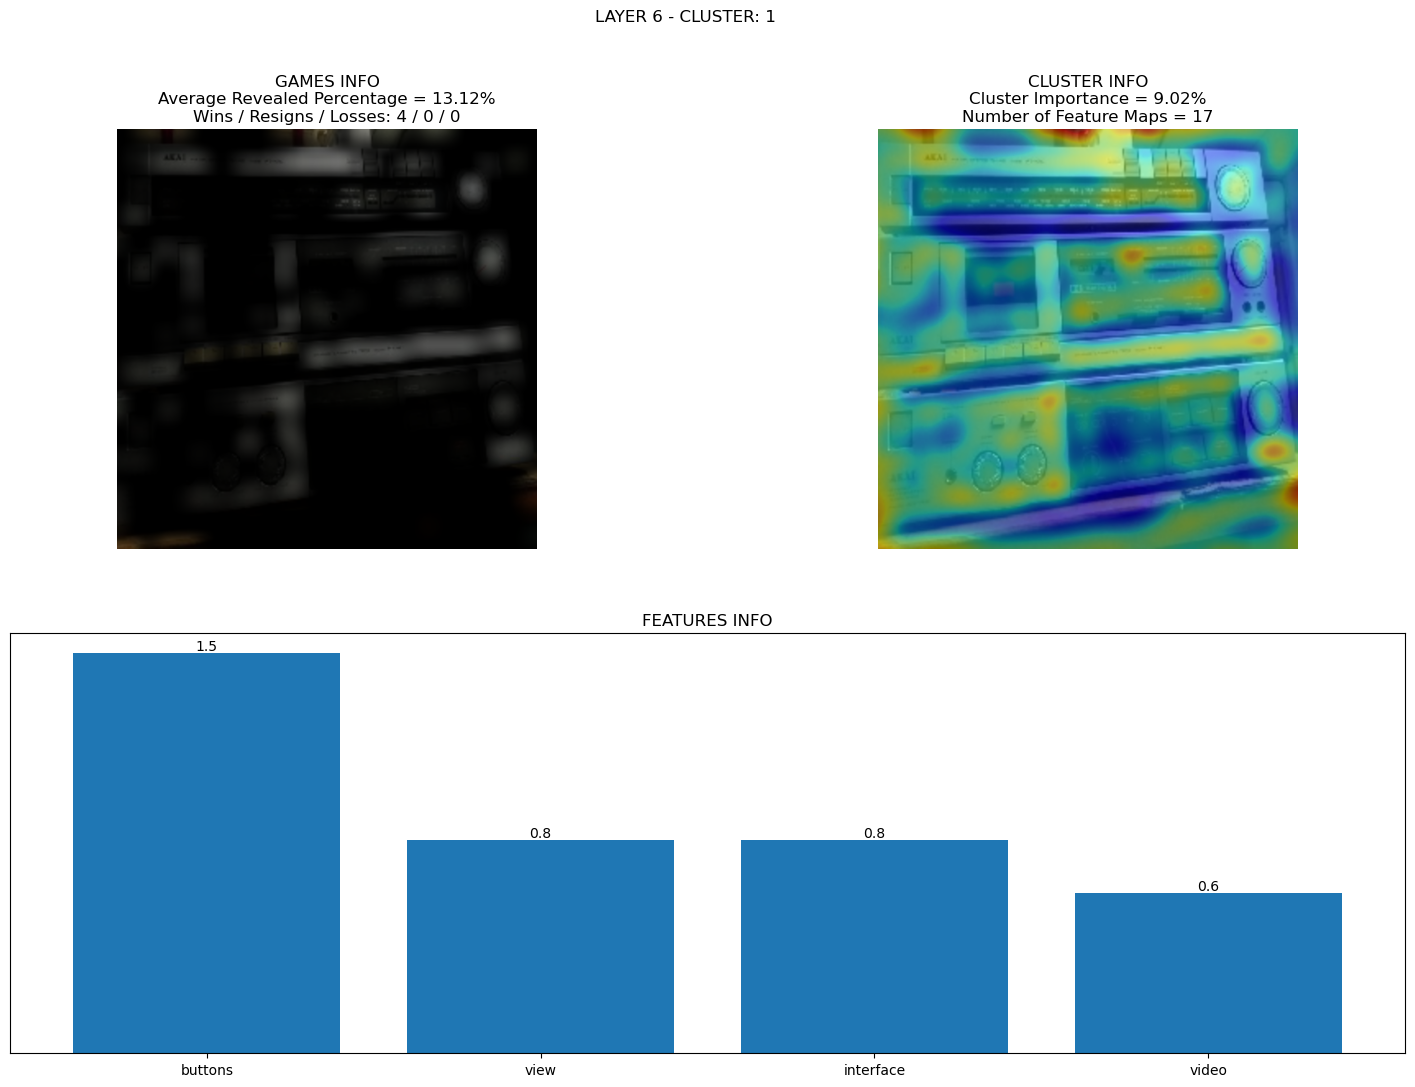 LAYER 6 - CLUSTER: 1
GAMES INFO
Average Revealed Percentage = 13.12%
Wins / Resigns / Losses: 4 / 0 / 0
CLUSTER INFO
Cluster Importance = 9.02%
Number of Feature Maps = 17
AKAI
AKAI
FEATURES INFO
1.5
0.8
0.8
0.6
buttons
view
interface
video